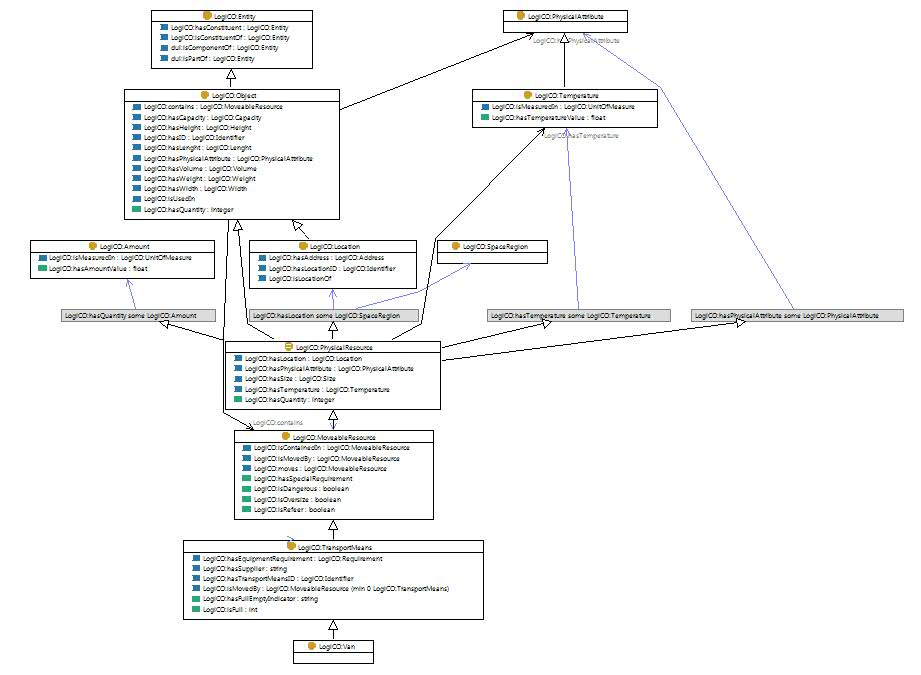 LogiCO:Entity
LogiCO:hasConstituent : LogiCO:Entity
LogiCO:isConstituentOf : LogiCO:Entity
dul:isComponentOf : LogiCO:Entity
dul:isPartOf : LogiCO:Entity
LogiCO:PhysicalAttribute
LogiCO:hasPhysicalAttribute
LogiCO:Object
LogiCO:contains : LogiCO:MoveableResource
LogiCO:hasCapacity : LogiCO:Capacity
LogiCO:hasHeight : LogiCO:Height
LogiCO:hasID : LogiCO:Identifier
LogiCO:hasLenght : LogiCO:Lenght
LogiCO:hasPhysicalAttribute : LogiCO:PhysicalAttribute
LogiCO:hasVolume : LogiCO:Volume
LogiCO:hasWeight : LogiCO:Weight
LogiCO:hasWidth : LogiCO:Width
LogiCO:isUsedIn
LogiCO:hasQuantity : integer
LogiCO:Temperature
LogiCO:isMeasuredIn : LogiCO:UnitOfMeasure
LogiCO:hasTemperatureValue : float
LogiCO:hasTemperature
LogiCO:Amount
LogiCO:isMeasuredIn : LogiCO:UnitOfMeasure
LogiCO:hasAmountValue : float
LogiCO:Location
LogiCO:hasAddress : LogiCO:Address
LogiCO:hasLocationID : LogiCO:Identifier
LogiCO:isLocationOf
LogiCO:SpaceRegion
LogiCO:hasQuantity some LogiCO:Amount
LogiCO:hasLocation some LogiCO:SpaceRegion
LogiCO:hasTemperature some LogiCO:Temperature
LogiCO:hasPhysicalAttribute some LogiCO:PhysicalAttribute
LogiCO:PhysicalResource
LogiCO:hasLocation : LogiCO:Location
LogiCO:hasPhysicalAttribute : LogiCO:PhysicalAttribute
LogiCO:hasSize : LogiCO:Size
LogiCO:hasTemperature : LogiCO:Temperature
LogiCO:hasQuantity : integer
LogiCO:contains
LogiCO:MoveableResource
LogiCO:isContainedIn : LogiCO:MoveableResource
LogiCO:isMovedBy : LogiCO:MoveableResource
LogiCO:moves : LogiCO:MoveableResource
LogiCO:hasSpecialRequirement
LogiCO:isDangerous : boolean
LogiCO:isOversize : boolean
LogiCO:isReefer : boolean
LogiCO:TransportMeans
LogiCO:hasEquipmentRequirement : LogiCO:Requirement
LogiCO:hasSupplier : string
LogiCO:hasTransportMeansID : LogiCO:Identifier
LogiCO:isMovedBy : LogiCO:MoveableResource (min 0 LogiCO:TransportMeans)
LogiCO:hasFullEmptyIndicator : string
LogiCO:isFull : int
LogiCO:Van